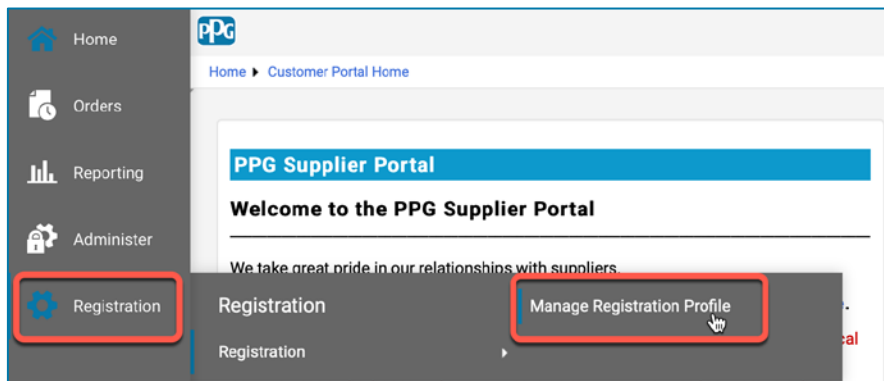 Home
PPG
Home ▸ Customer Portal Home
Orders
PPG Supplier Portal
Reporting
Welcome to the PPG Supplier Portal
Administer
We take great pride in our relationships with suppliers.
Registration
Registration
Manage Registration Profile
Registration